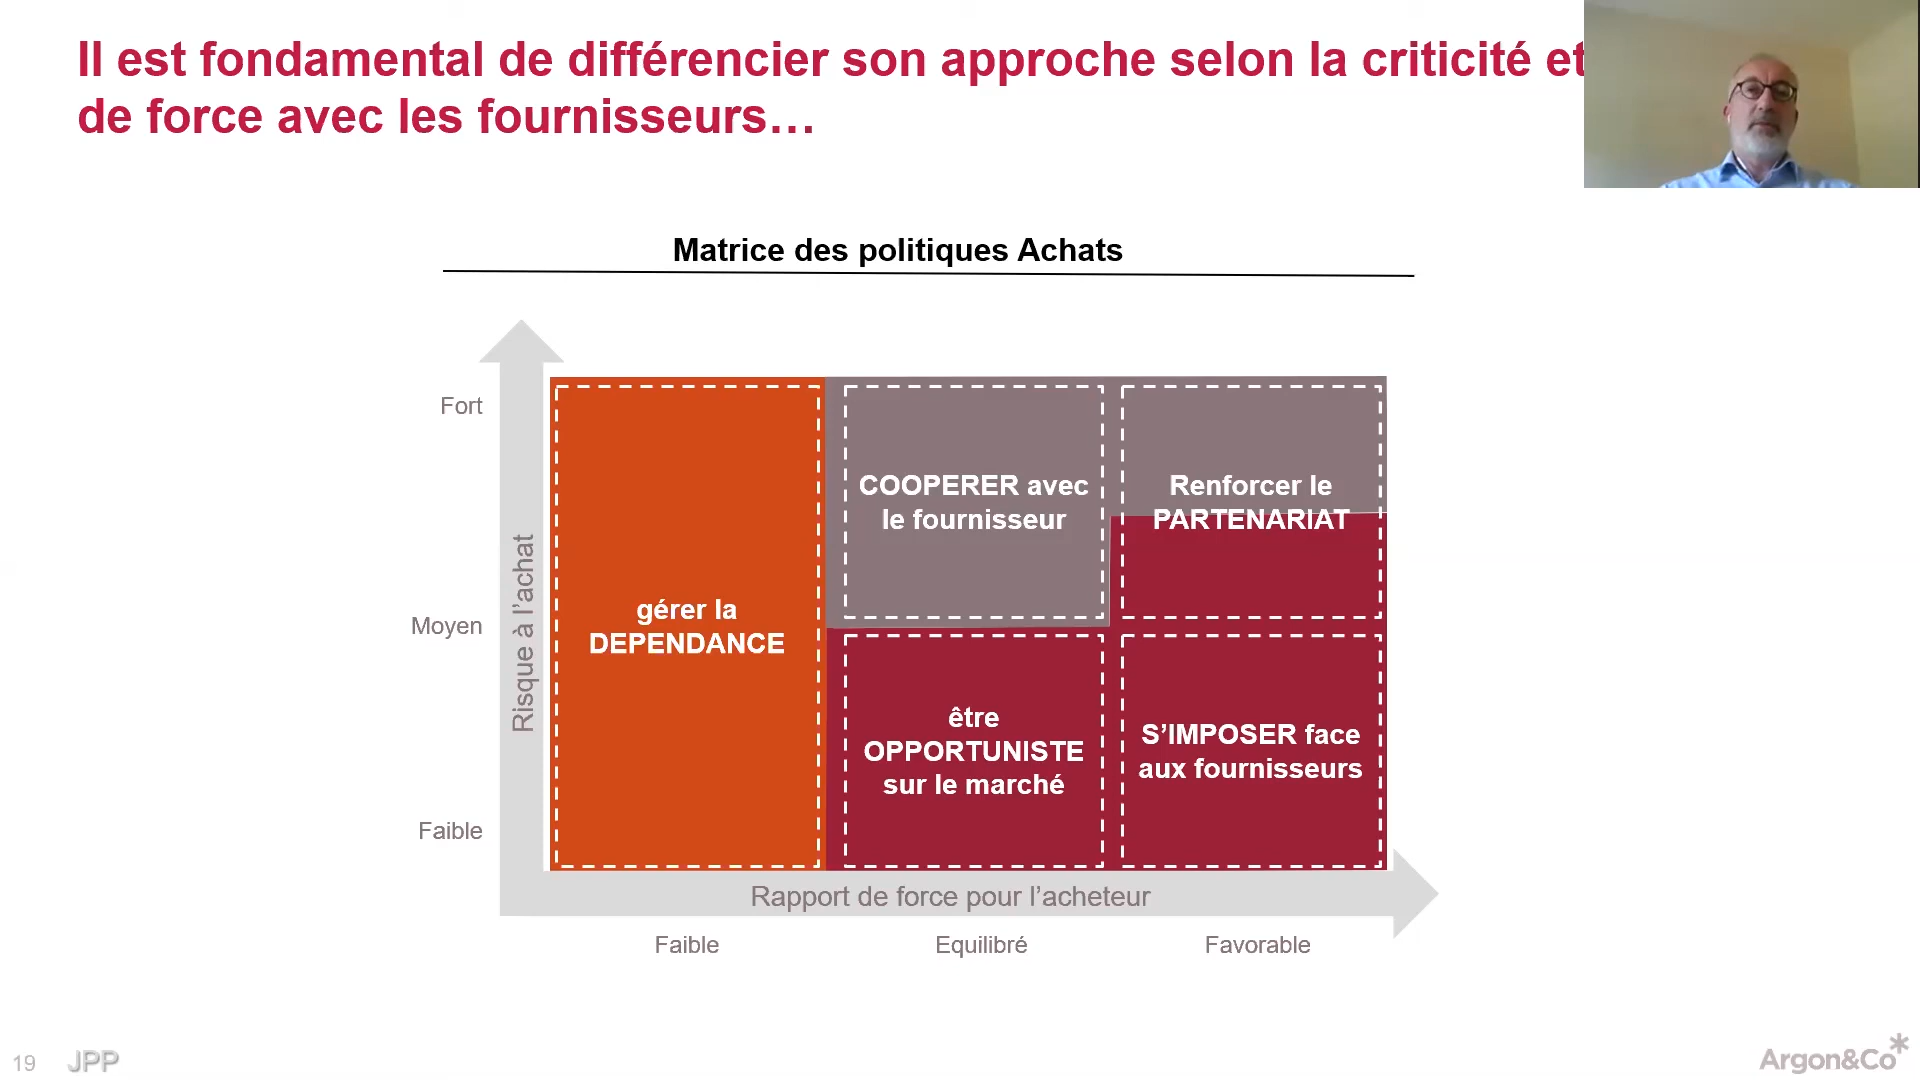 Il est fondamental de différencier son approche selon la criticité et
de force avec les fournisseurs…
Matrice des politiques Achats
Fort
Moyen
Faible
Risque à l'achat
gérer la
DEPENDANCE
COOPERER avec
le fournisseur
Renforcer le
PARTENARIAT
être
OPPORTUNISTE
sur le marché
S'IMPOSER face
aux fournisseurs
Rapport de force pour l'acheteur
Faible
Equilibré
Favorable
19
JPP
Argon&Co